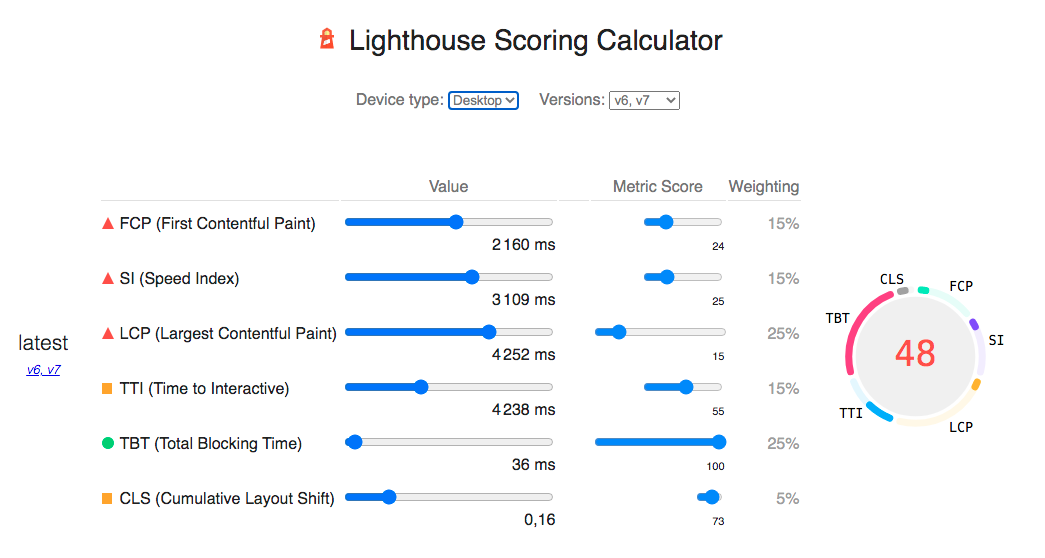 Lighthouse Scoring Calculator
Device type: Desktop Versions: v6, v7
Value Metric Score Weighting
FCP (First Contentful Paint) 15%
2 160 ms 24
SI (Speed Index) 15%
3 109 ms 25
LCP (Largest Contentful Paint) 25%
4 252 ms 15
TTI (Time to Interactive) 15%
4 238 ms 55
TBT (Total Blocking Time) 25%
36 ms 100
CLS (Cumulative Layout Shift) 5%
0,16 73
latest
v6, v7
CLS
FCP
TBT
SI
48
TTI
LCP